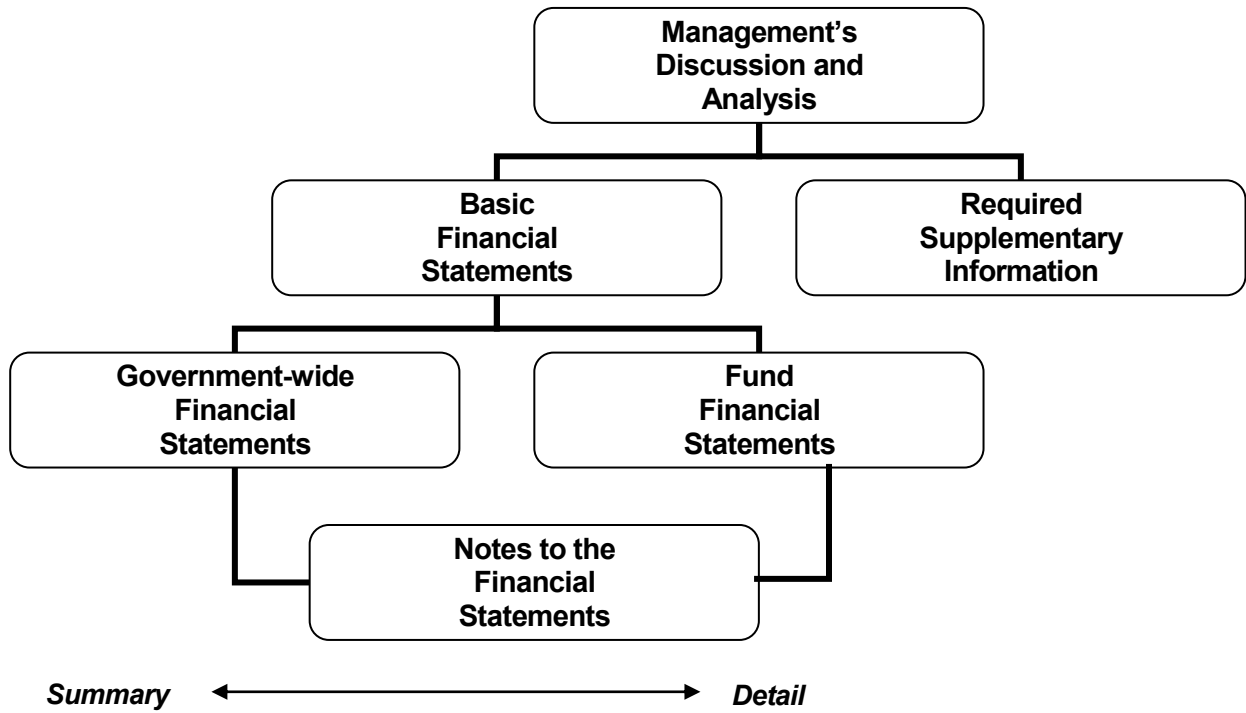 Management’s
Discussion and
Analysis
Basic
Financial
Statements
Required
Supplementary
Information
Government-wide
Financial
Statements
Fund
Financial
Statements
Notes to the
Financial
Statements
Summary
Detail